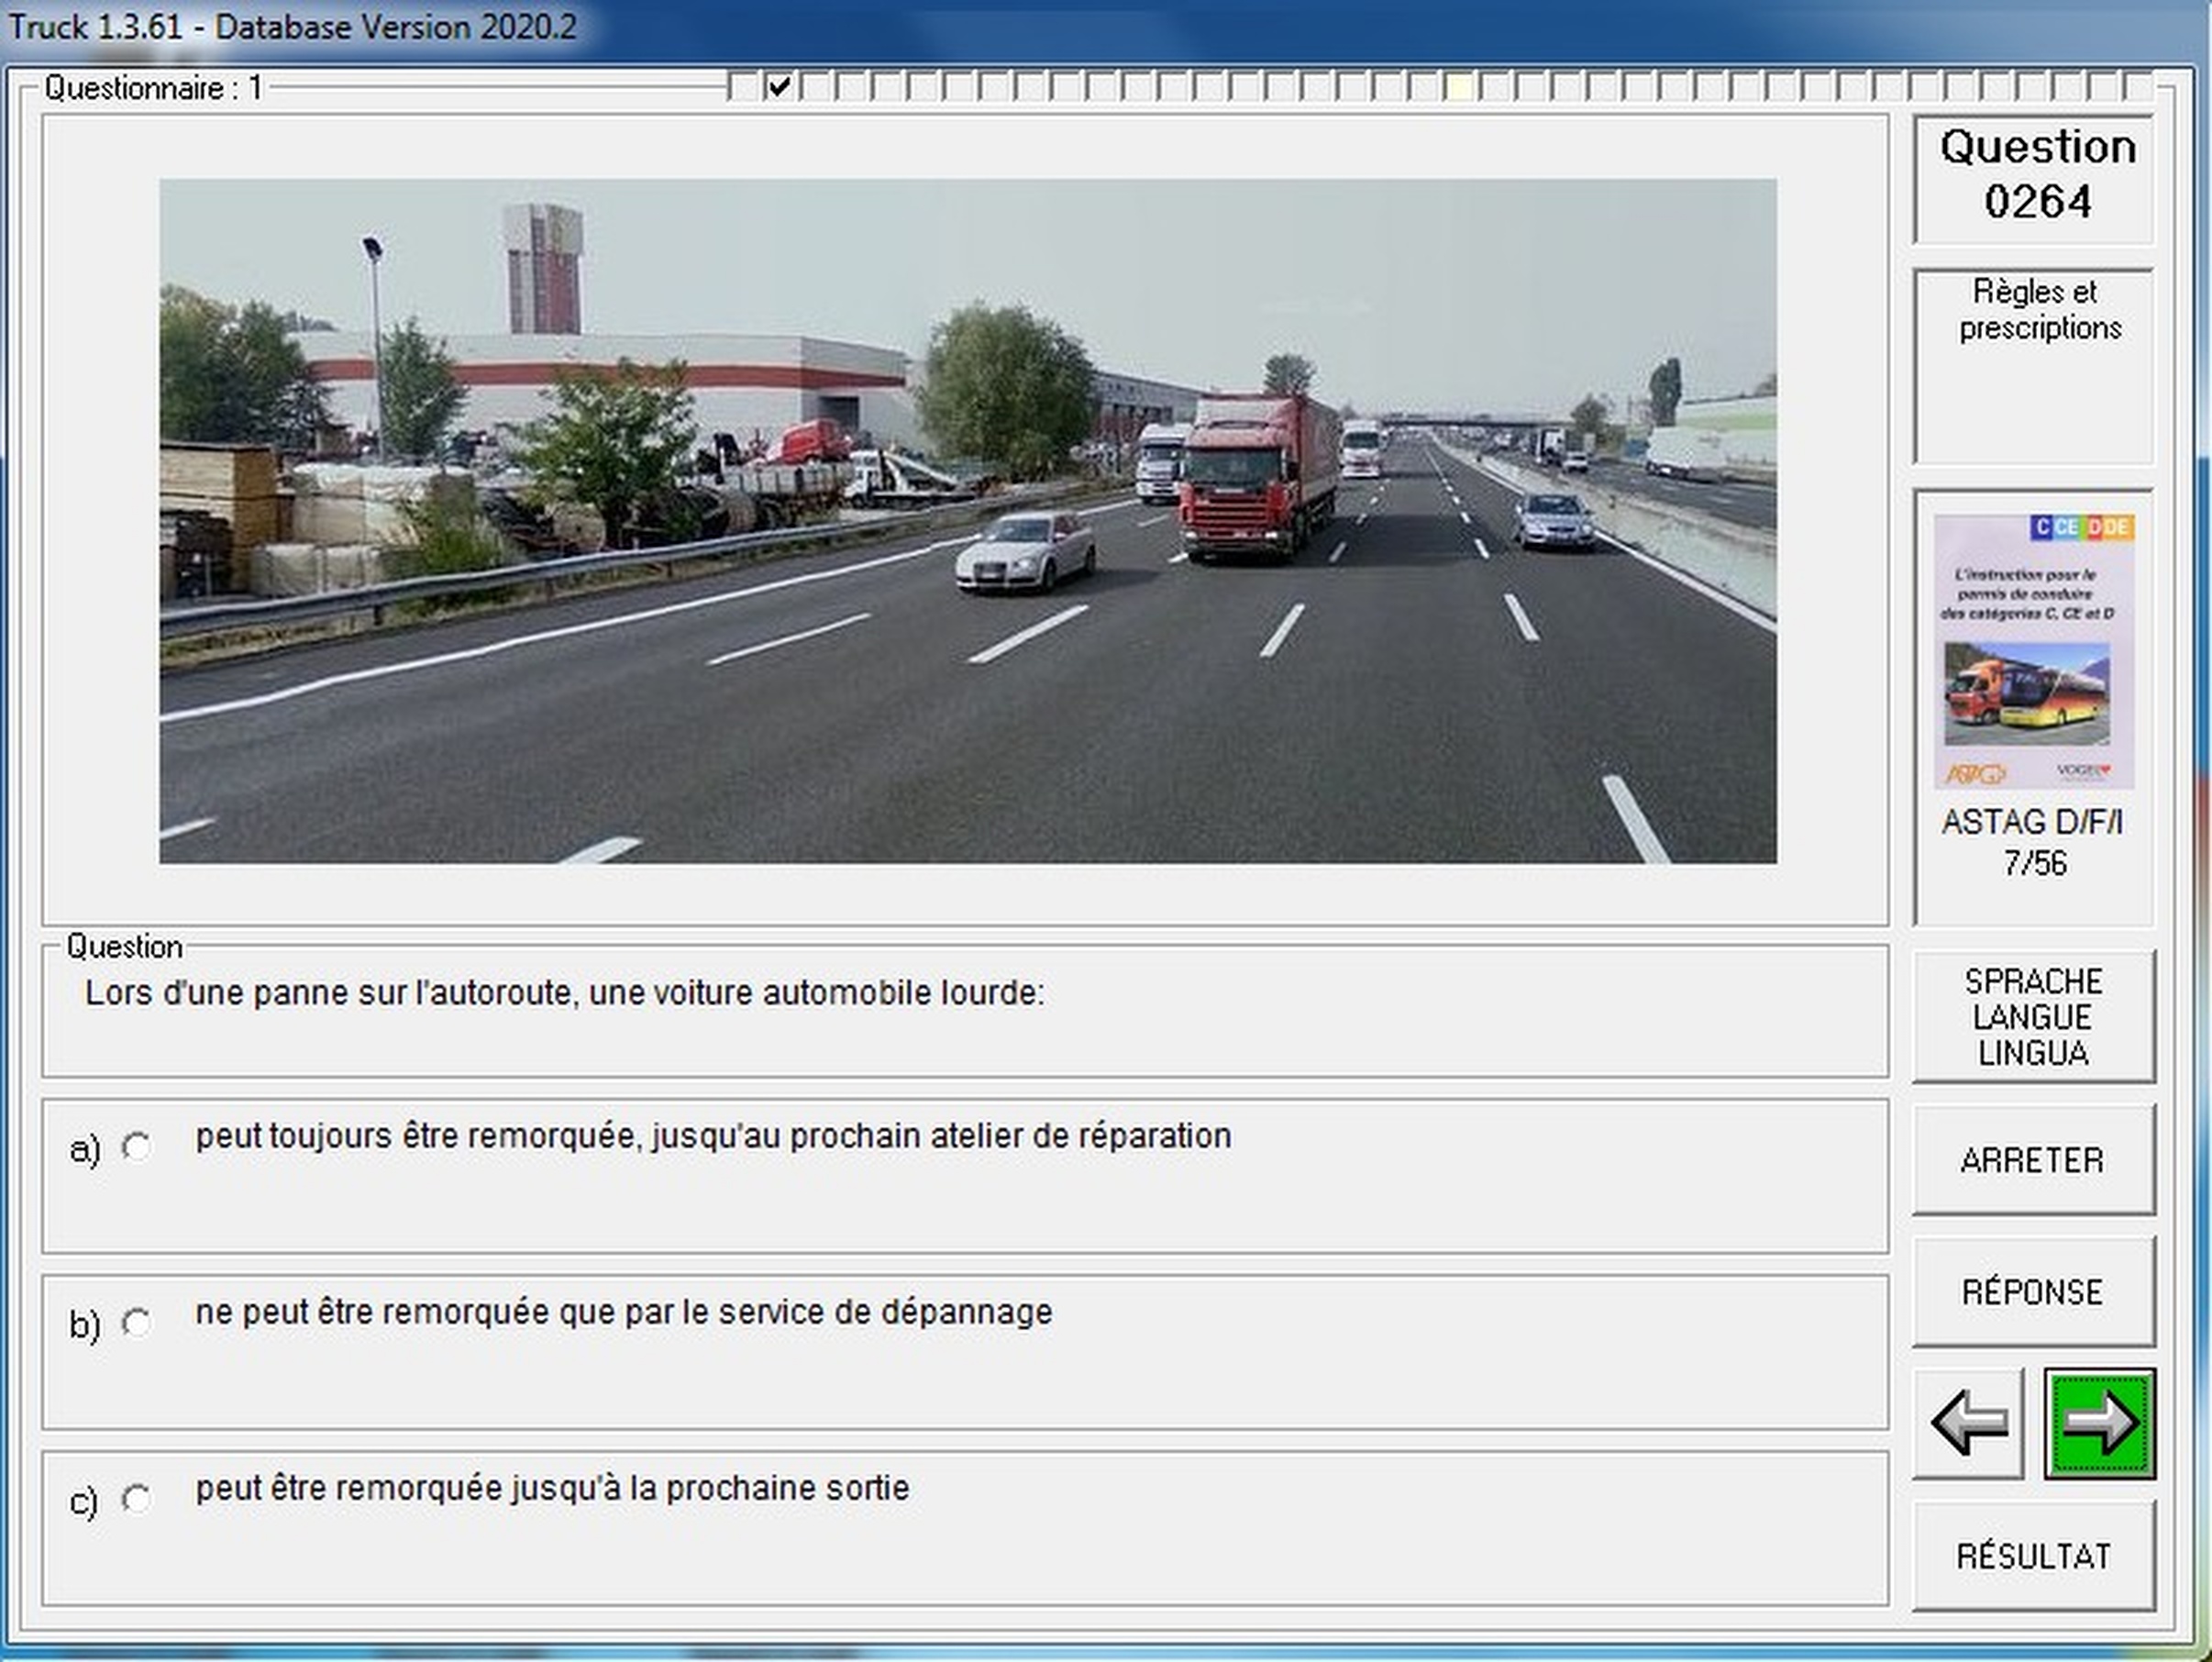 Truck 1.3.61 - Database Version 2020.2
Questionnaire : 1
Question
0264
Règles et
prescriptions
C CE D DE
L'instruction pour le
permis de conduire
des catégories C, CE et D
ASTAG
VOGEL
ASTAG D/F/I
7/56
Question
Lors d'une panne sur l'autoroute, une voiture automobile lourde:
a) peut toujours être remorquée, jusqu'au prochain atelier de réparation
b) ne peut être remorquée que par le service de dépannage
c) peut être remorquée jusqu'à la prochaine sortie
SPRACHE
LANGUE
LINGUA
ARRETER
RÉPONSE
RÉSULTAT